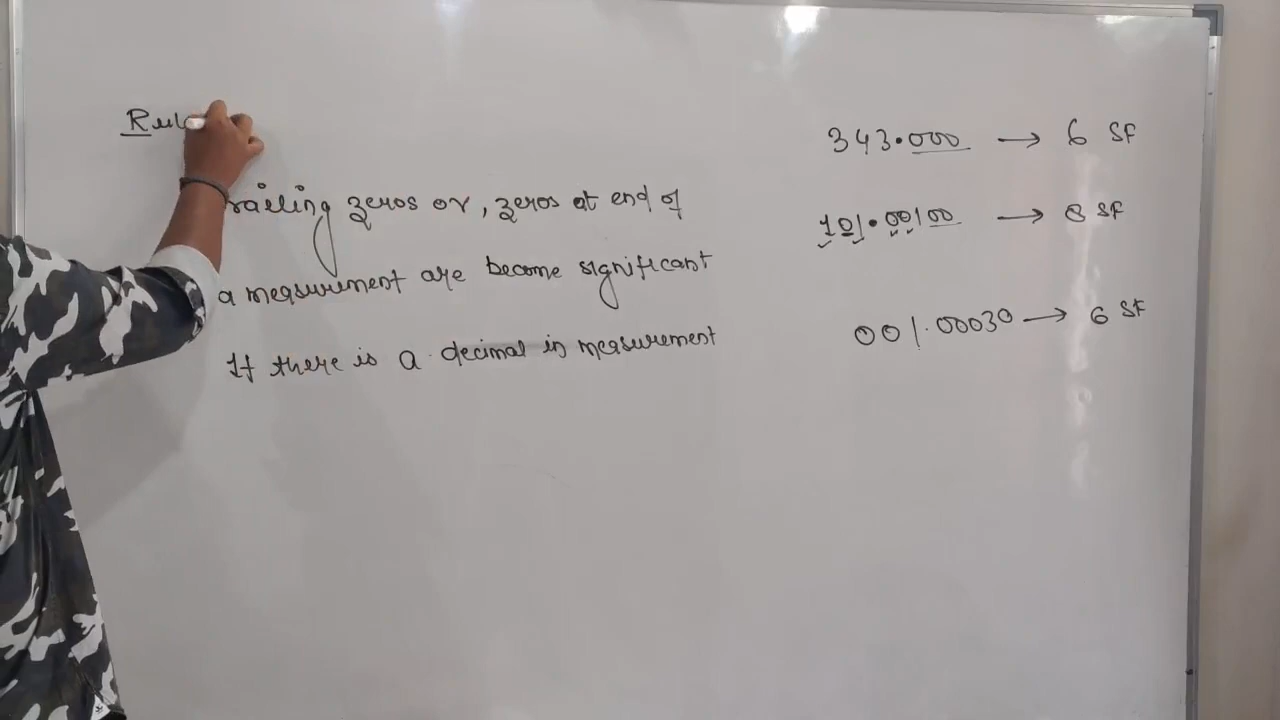 Rule
railing zeros or, zeros at end of
a measurement are become significant
If there is a decimal in measurement
343.000 → 6 SF
101.00100 → 8 SF
001.00030 → 6 SF